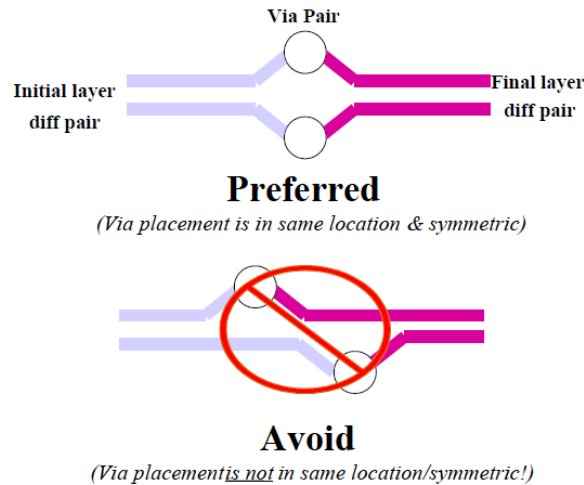 Via Pair
Initial layer
diff pair
Final layer
diff pair
Preferred
(Via placement is in same location & symmetric)
Avoid
(Via placementis not in same location/symmetric!)